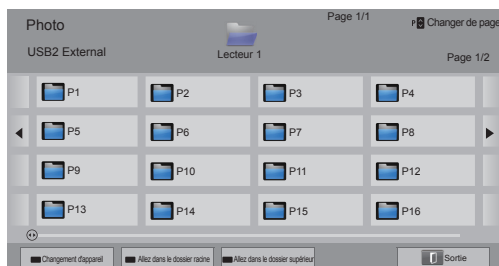 Photo
Page 1/1
P Changer de page
USB2 External
Lecteur 1
Page 1/2
P1 P2 P3 P4
P5 P6 P7 P8
P9 P10 P11 P12
P13 P14 P15 P16
Changement d'appareil Allez dans le dossier racine Allez dans le dossier supérieur Sortie